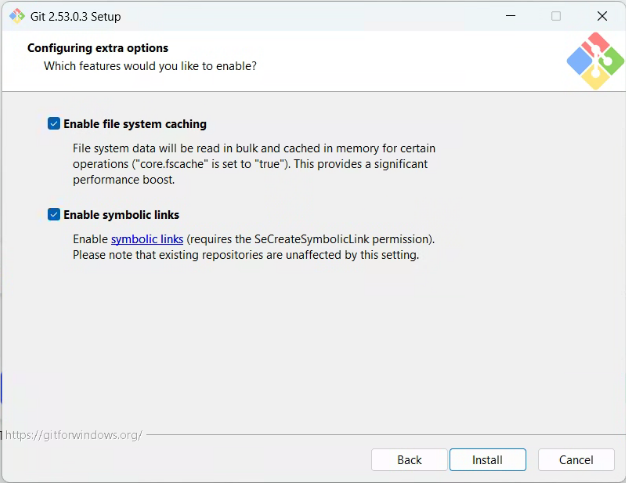 Git 2.53.0.3 Setup
Configuring extra options
Which features would you like to enable?
Enable file system caching
File system data will be read in bulk and cached in memory for certain
operations ("core.fscache" is set to "true"). This provides a significant
performance boost.
Enable symbolic links
Enable symbolic links (requires the SeCreateSymbolicLink permission).
Please note that existing repositories are unaffected by this setting.
https://gitforwindows.org/
Back
Install
Cancel